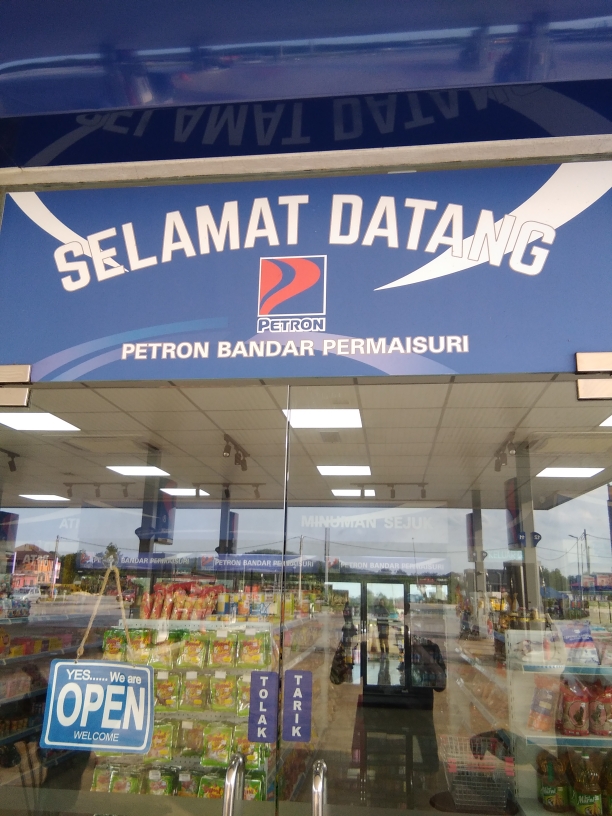 SELAMAT DATANG
PETRON
PETRON BANDAR PERMAISURI
MINUMAN SEJUK
PETRON BANDAR PERMAISURI
PETRON BANDAR PERMAISURI
YES...... We are
OPEN
WELCOME
TOLAK
TARIK